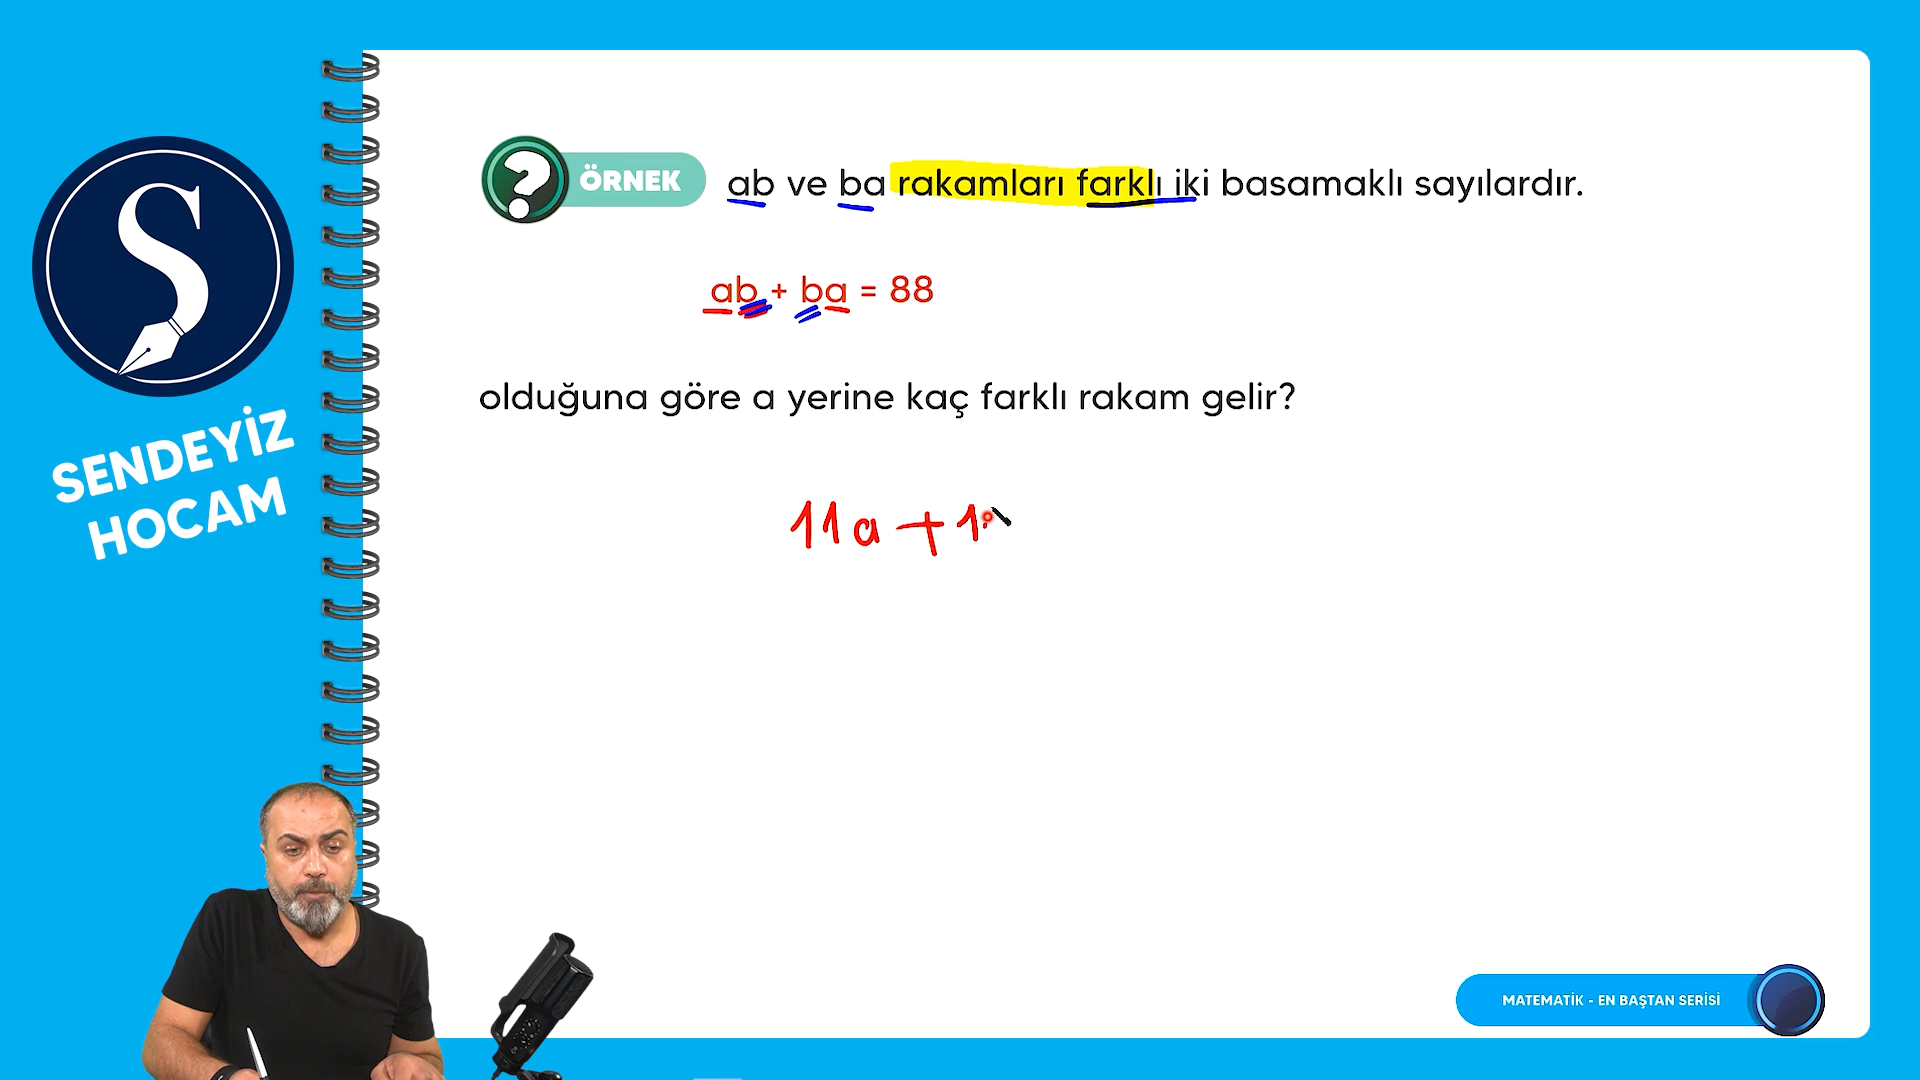 SENDEYİZ
HOCAM
ÖRNEK
ab ve ba rakamları farklı iki basamaklı sayılardır.
ab + ba = 88
olduğuna göre a yerine kaç farklı rakam gelir?
11a + 1
MATEMATİK - EN BAŞTAN SERİSİ